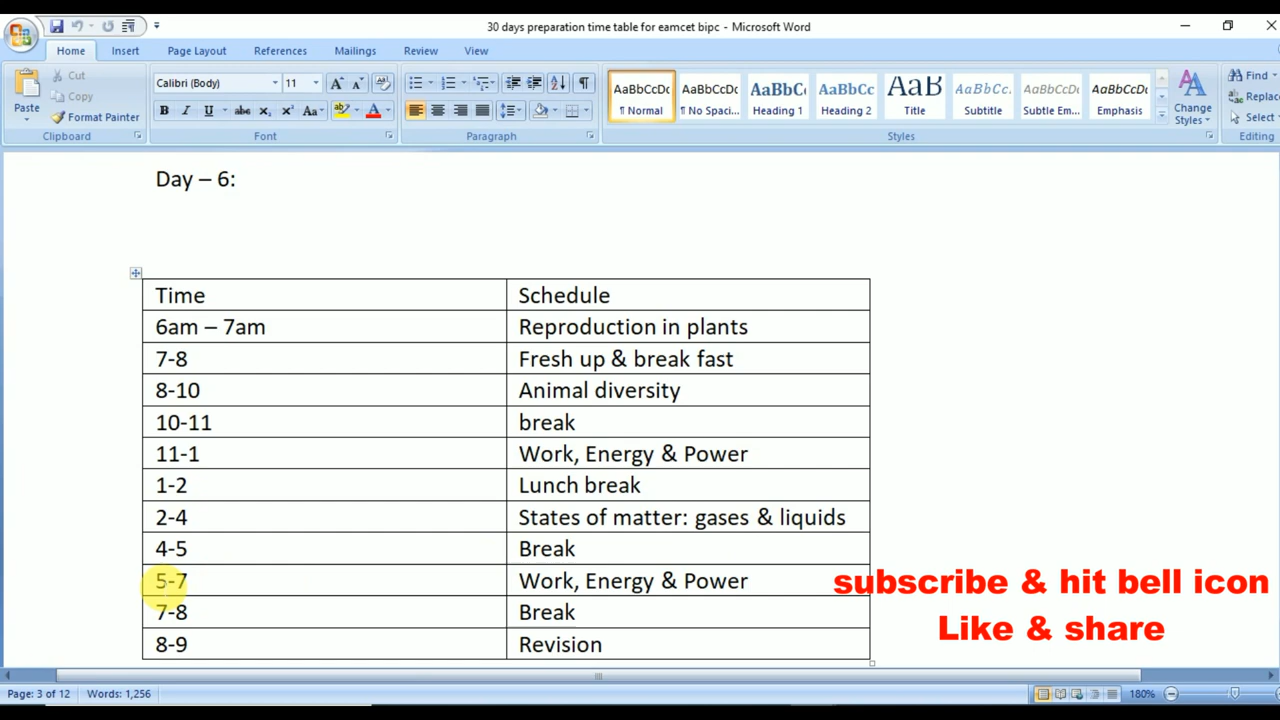 30 days preparation time table for eamcet bipc - Microsoft Word
Home Insert Page Layout References Mailings Review View
Paste
Cut
Copy
Format Painter
Clipboard
Calibri (Body) 11
B I U abc x₂ x² Aa
Font
Paragraph
AaBbCcDc AaBbCcDc AaBbC AaBbCc AaB AaBbCc. AaBbCcDc AaBbCcDc
¶ Normal ¶ No Spaci... Heading 1 Heading 2 Title Subtitle Subtle Em... Emphasis
Change
Styles
Styles
Find
Replac
Select
Editing
Day – 6:
Time Schedule
6am – 7am Reproduction in plants
7-8 Fresh up & break fast
8-10 Animal diversity
10-11 break
11-1 Work, Energy & Power
1-2 Lunch break
2-4 States of matter: gases & liquids
4-5 Break
5-7 Work, Energy & Power
7-8 Break
8-9 Revision
subscribe & hit bell icon
Like & share
Page: 3 of 12 Words: 1,256 180%